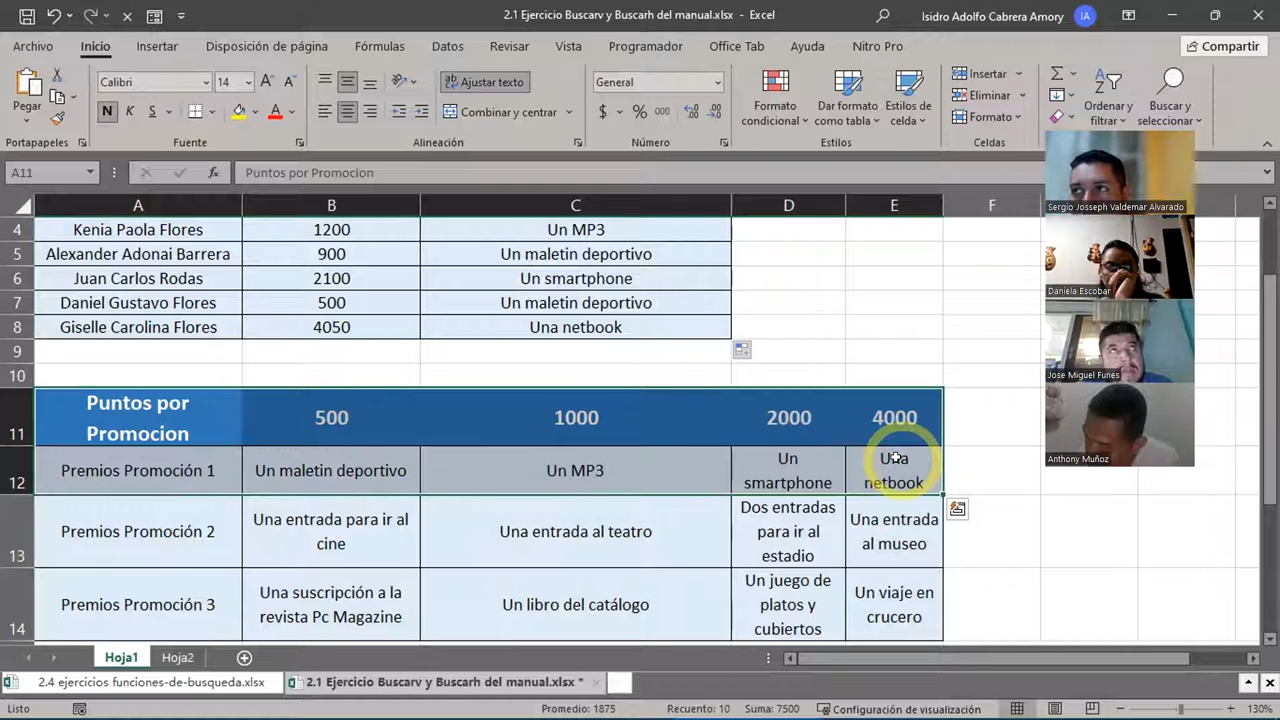 2.1 Ejercicio Buscarv y Buscarh del manual.xlsx - Excel
Isidro Adolfo Cabrera Amory
IA
Archivo Inicio Insertar Disposición de página Fórmulas Datos Revisar Vista Programador Office Tab Ayuda Nitro Pro
Compartir
Pegar
Calibri 14
N K S
Ajustar texto
Combinar y centrar
General
$ % 000
Formato condicional
Dar formato como tabla
Estilos de celda
Insertar
Eliminar
Formato
Ordenar y filtrar
Buscar y seleccionar
Portapapeles Fuente Alineación Número Estilos Celdas
A11 fx Puntos por Promocion
A B C D E F
4 Kenia Paola Flores 1200 Un MP3
5 Alexander Adonai Barrera 900 Un maletin deportivo
6 Juan Carlos Rodas 2100 Un smartphone
7 Daniel Gustavo Flores 500 Un maletin deportivo
8 Giselle Carolina Flores 4050 Una netbook
9
10
11 Puntos por Promocion 500 1000 2000 4000
12 Premios Promoción 1 Un maletin deportivo Un MP3 Un smartphone Una netbook
13 Premios Promoción 2 Una entrada para ir al cine Una entrada al teatro Dos entradas para ir al estadio Una entrada al museo
14 Premios Promoción 3 Una suscripción a la revista Pc Magazine Un libro del catálogo Un juego de platos y cubiertos Un viaje en crucero
Sergio Josseph Valdemar Alvarado
Daniela Escobar
Jose Miguel Funes
Anthony Muñoz
Hoja1 Hoja2
2.4 ejercicios funciones-de-busqueda.xlsx
2.1 Ejercicio Buscarv y Buscarh del manual.xlsx *
Listo
Promedio: 1875 Recuento: 10 Suma: 7500
Configuración de visualización
130%